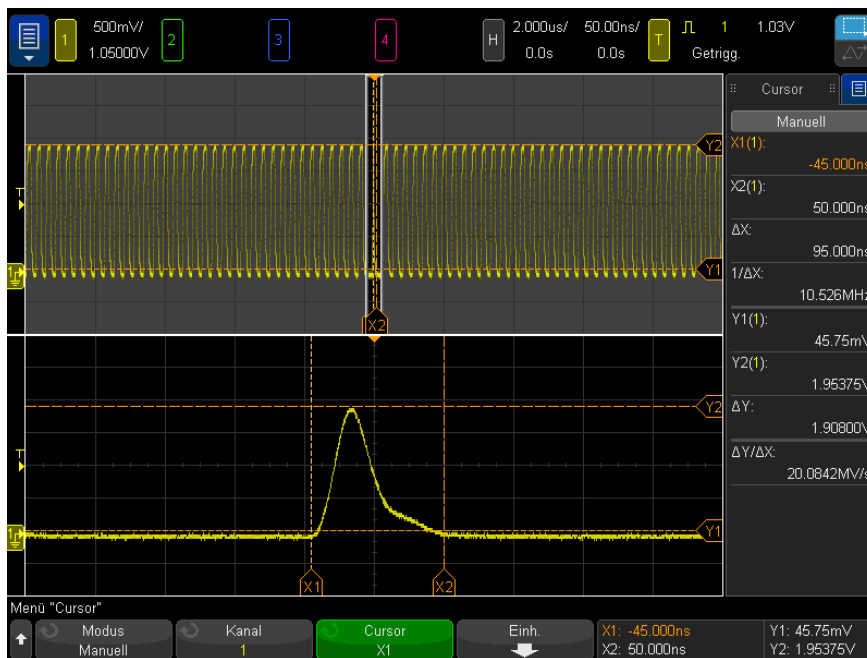 500mV/ 2.000us/ 50.00ns/ 1 1.03V
1 2 3 4 H T
1.05000V 0.0s 0.0s Getrigg.
Cursor
Manuell
X1(1):
-45.000ns
X2(1):
50.000ns
ΔX:
95.000ns
1/ΔX:
10.526MHz
Y1(1):
45.75mV
Y2(1):
1.95375V
ΔY:
1.90800V
ΔY/ΔX:
20.0842MV/s
Y2
T
Y1
1
X2
Y2
T
Y1
1
X1 X2
Menü "Cursor"
Modus Kanal Cursor Einh. X1: -45.000ns Y1: 45.75mV
Manuell 1 X1 X2: 50.000ns Y2: 1.95375V